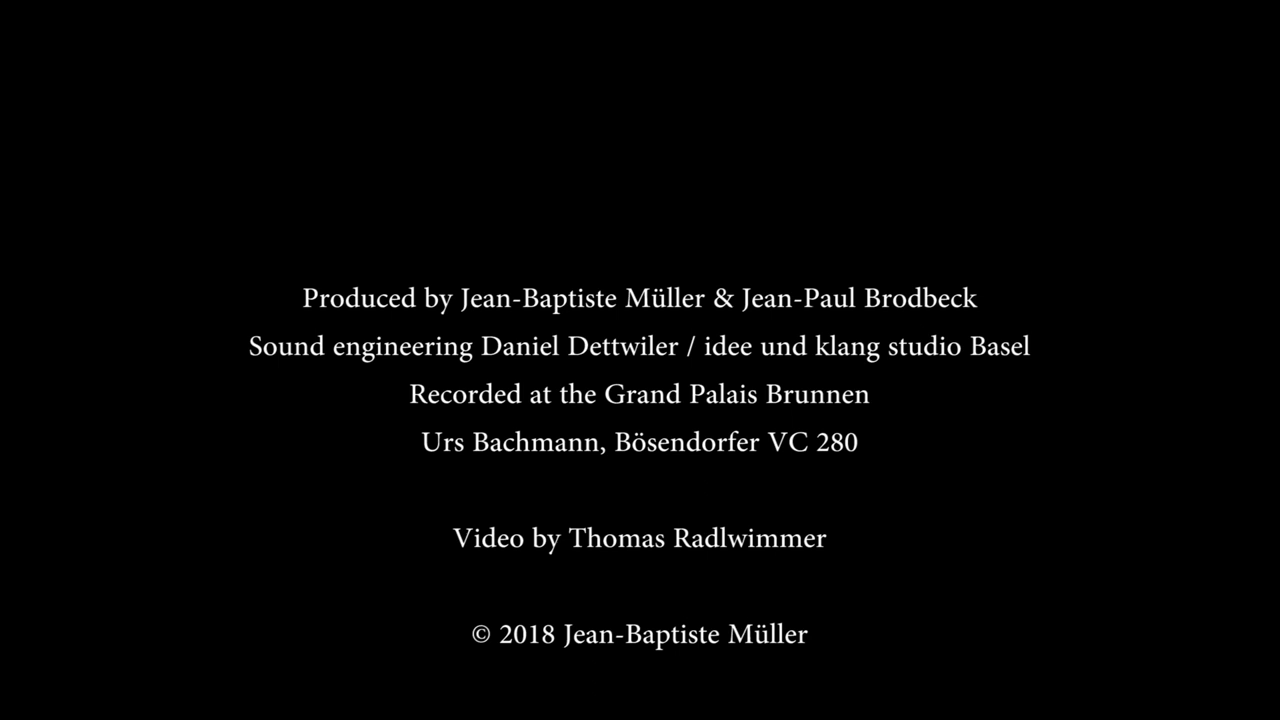 Produced by Jean-Baptiste Müller & Jean-Paul Brodbeck
Sound engineering Daniel Dettwiler / idee und klang studio Basel
Recorded at the Grand Palais Brunnen
Urs Bachmann, Bösendorfer VC 280
Video by Thomas Radlwimmer
© 2018 Jean-Baptiste Müller